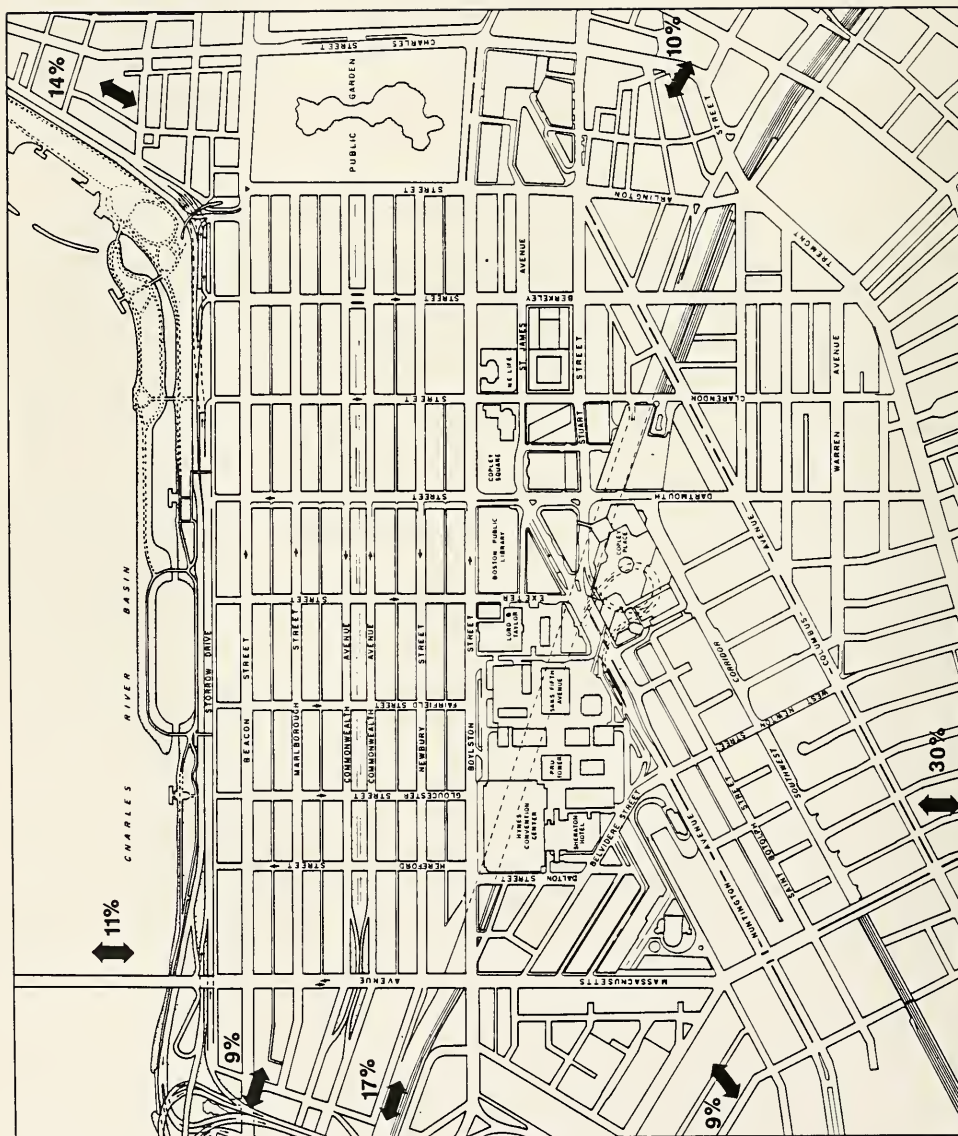 14%
CHARLES
STREET
10%
PUBLIC GARDEN
STREET
ARLINGTON
STREET
TREMONT
STREET
BERKELEY
AVENUE
ST. JAMES
STREET
NE LIFE
STREET
CLARENDON
STUART
COPLEY
SQUARE
WARREN AVENUE
STREET
DARTMOUTH
BOSTON PUBLIC
LIBRARY
COPLEY
PLACE
AVENUE
COLUMBUS
STREET
EXETER
LORD &
TAYLOR
CORRIDOR
SOUTHWEST
CHARLES RIVER BASIN
STORROW DRIVE
BEACON STREET
MARLBOROUGH STREET
COMMONWEALTH AVENUE
COMMONWEALTH AVENUE
NEWBURY STREET
BOYLSTON STREET
FAIRFIELD STREET
SAKS FIFTH
AVENUE
WEST NEWTON
STREET
PRU
TOWER
GLOUCESTER STREET
HYNES
CONVENTION
CENTER
SHERATON
HOTEL
BELVIDERE STREET
HUNTINGTON AVENUE
SAINT BOTOLPH STREET
30%
STREET
HEREFORD
DALTON
STREET
11%
AVENUE
MASSACHUSETTS
9%
17%
9%